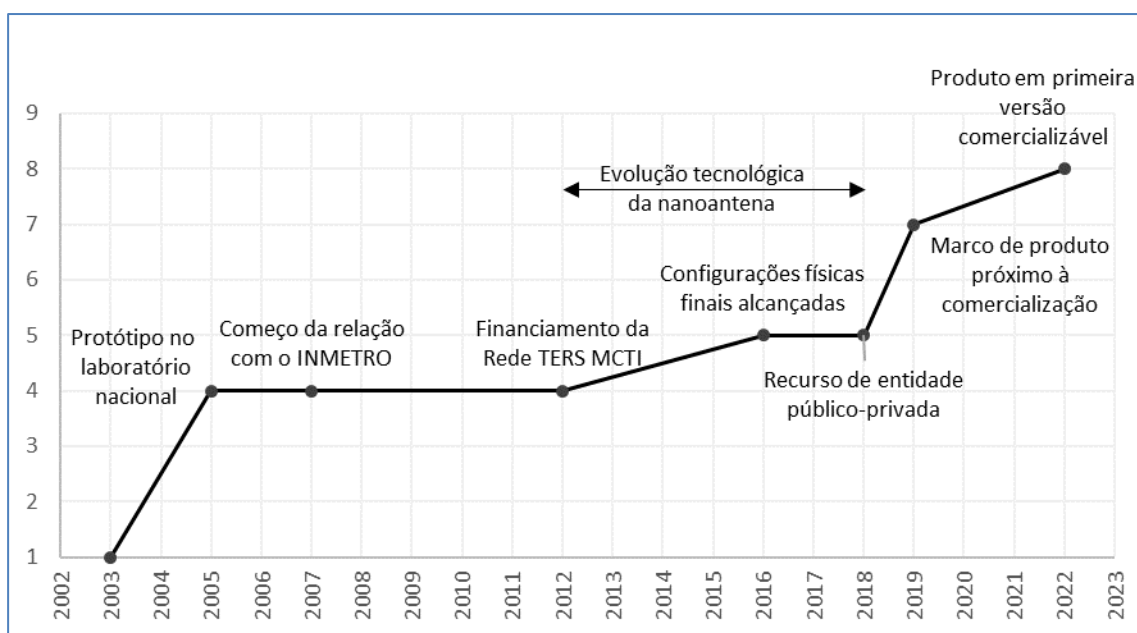 Produto em primeira
versão
comercializável
Evolução tecnológica
da nanoantena
Configurações físicas
finais alcançadas
Marco de produto
próximo à
comercialização
Protótipo no
laboratório
nacional
Começo da relação
com o INMETRO
Financiamento da
Rede TERS MCTI
Recurso de entidade
público-privada
9
8
7
6
5
4
3
2
1
2002
2003
2004
2005
2006
2007
2008
2009
2010
2011
2012
2013
2014
2015
2016
2017
2018
2019
2020
2021
2022
2023